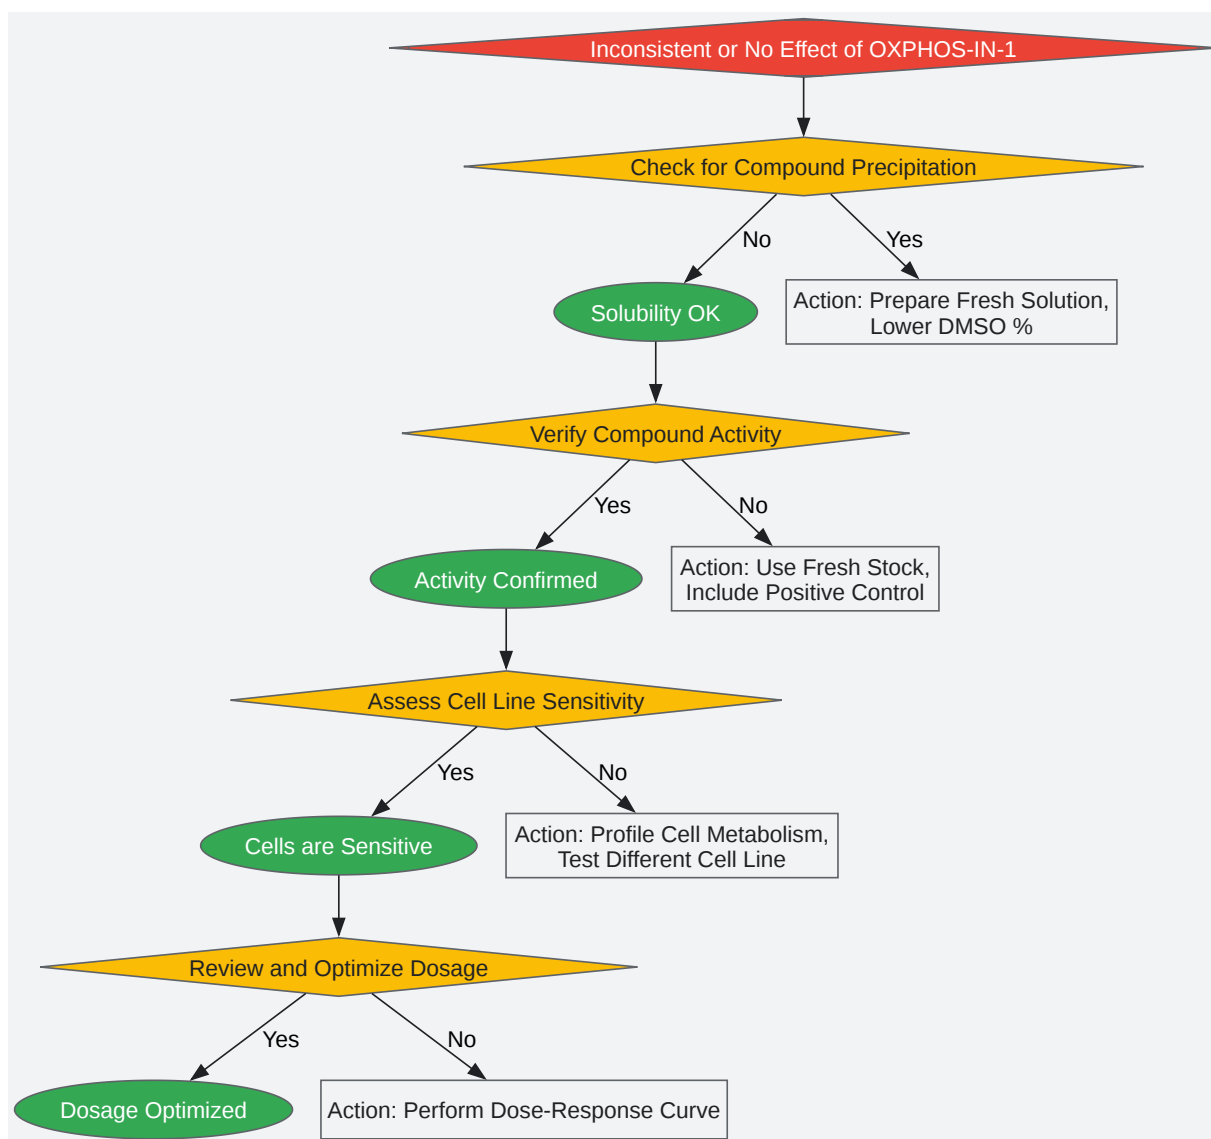 Inconsistent or No Effect of OXPHOS-IN-1
Check for Compound Precipitation
No
Yes
Solubility OK
Action: Prepare Fresh Solution,
Lower DMSO %
Verify Compound Activity
Yes
No
Activity Confirmed
Action: Use Fresh Stock,
Include Positive Control
Assess Cell Line Sensitivity
Yes
No
Cells are Sensitive
Action: Profile Cell Metabolism,
Test Different Cell Line
Review and Optimize Dosage
Yes
No
Dosage Optimized
Action: Perform Dose-Response Curve